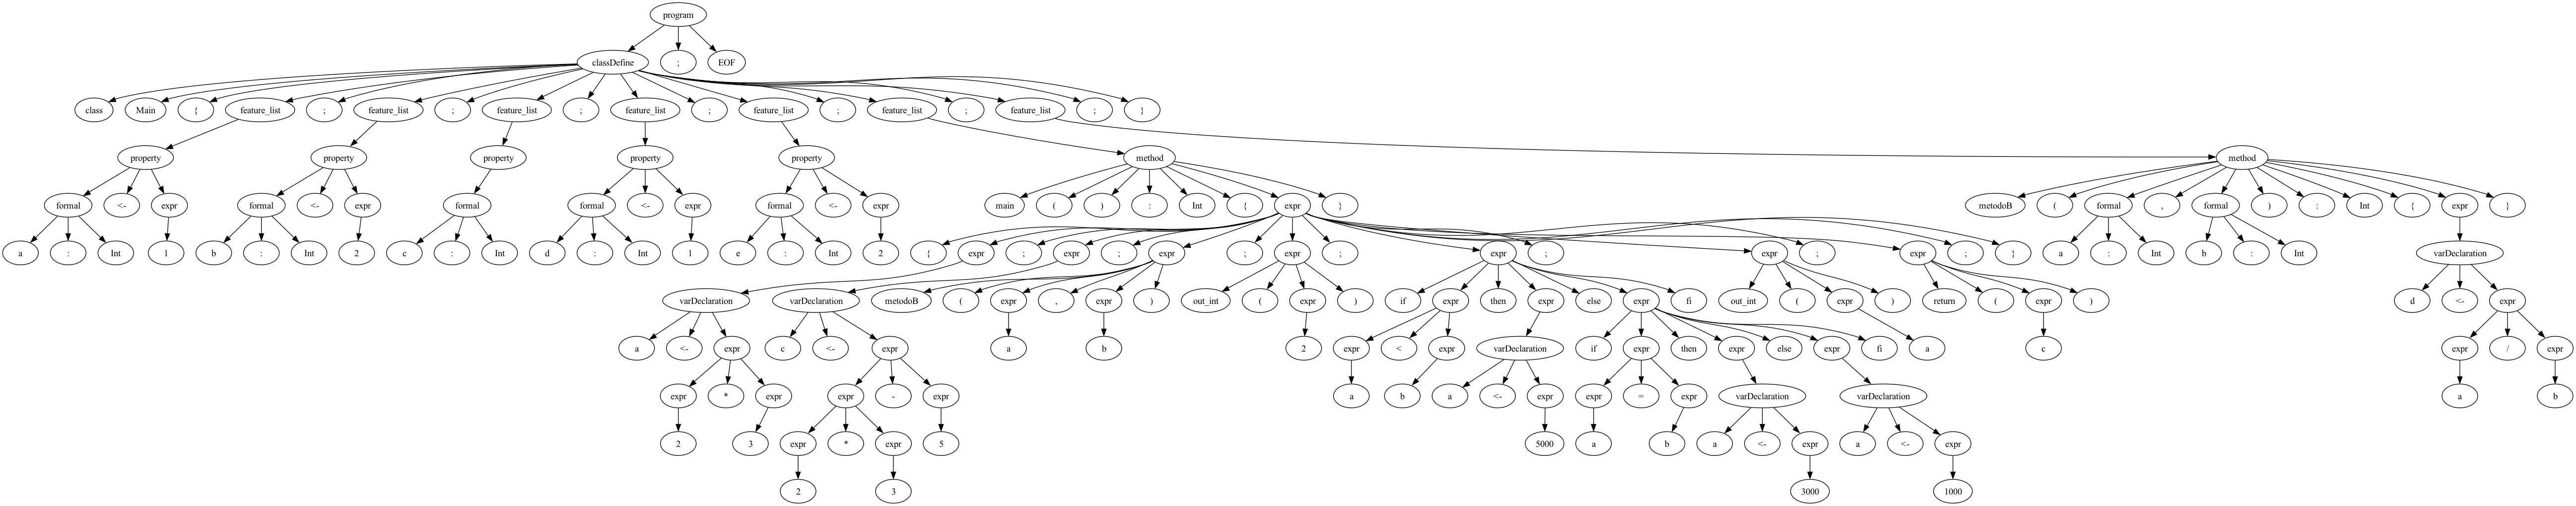 program
classDefine ; EOF
class Main { feature_list ; feature_list ; feature_list ; feature_list ; feature_list ; feature_list ; feature_list ; }
property property property property property method method
formal <- expr formal <- expr formal formal <- expr formal <- expr main ( ) : Int { expr } metodoB ( formal , formal ) : Int { expr }
a : Int 1 b : Int 2 c : Int d : Int 1 e : Int 2 { expr ; expr ; expr ; expr ; expr ; expr ; expr ; } a : Int b : Int varDeclaration
varDeclaration varDeclaration metodoB ( expr , expr ) out_int ( expr ) if expr then expr else expr fi out_int ( expr ) return ( expr ) d <- expr
a <- expr c <- expr a b 2 expr < expr varDeclaration if expr then expr else expr fi a c expr / expr
expr * expr expr - expr a b a <- expr expr = expr varDeclaration varDeclaration a b
2 3 expr * expr 5 5000 a b a <- expr a <- expr
2 3 3000 1000